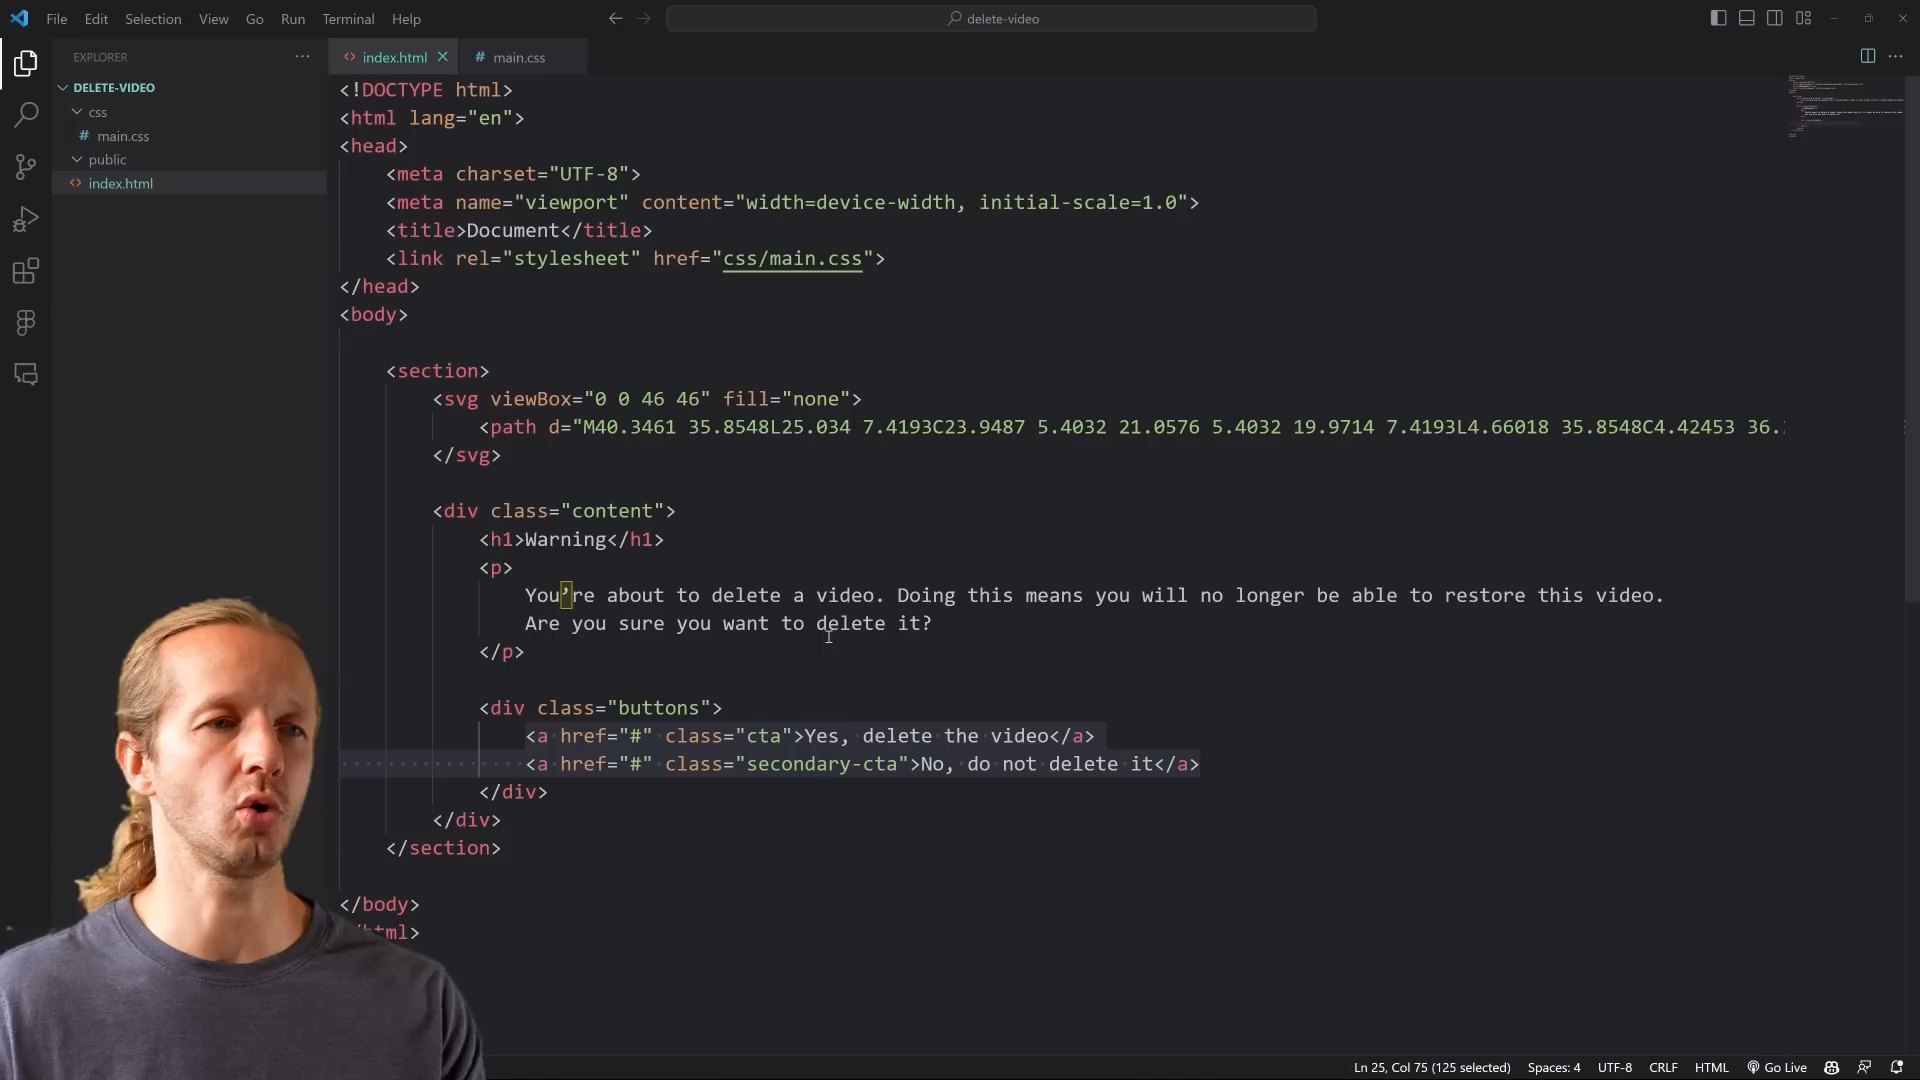 File Edit Selection View Go Run Terminal Help
delete-video
EXPLORER
DELETE-VIDEO
css
# main.css
public
<> index.html
<> index.html
# main.css
<!DOCTYPE html>
<html lang="en">
<head>
<meta charset="UTF-8">
<meta name="viewport" content="width=device-width, initial-scale=1.0">
<title>Document</title>
<link rel="stylesheet" href="css/main.css">
</head>
<body>
<section>
<svg viewBox="0 0 46 46" fill="none">
<path d="M40.3461 35.8548L25.034 7.4193C23.9487 5.4032 21.0576 5.4032 19.9714 7.4193L4.66018 35.8548C4.42453 36.
</svg>
<div class="content">
<h1>Warning</h1>
<p>
You’re about to delete a video. Doing this means you will no longer be able to restore this video.
Are you sure you want to delete it?
</p>
<div class="buttons">
<a href="#" class="cta">Yes, delete the video</a>
<a href="#" class="secondary-cta">No, do not delete it</a>
</div>
</div>
</section>
</body>
html>
Ln 25, Col 75 (125 selected) Spaces: 4 UTF-8 CRLF HTML Go Live